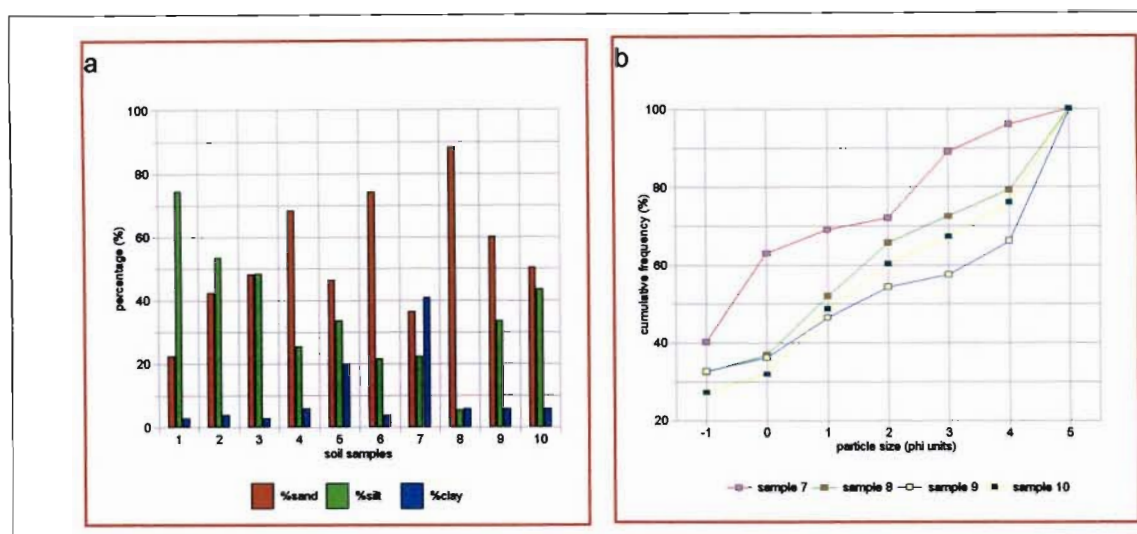 a
100
80
60
40
20
0
percentage (%)
1 2 3 4 5 6 7 8 9 10
soil samples
%sand %silt %clay
b
100
80
60
40
20
cumulative frequency (%)
-1 0 1 2 3 4 5
particle size (phi units)
sample 7 sample 8 sample 9 sample 10